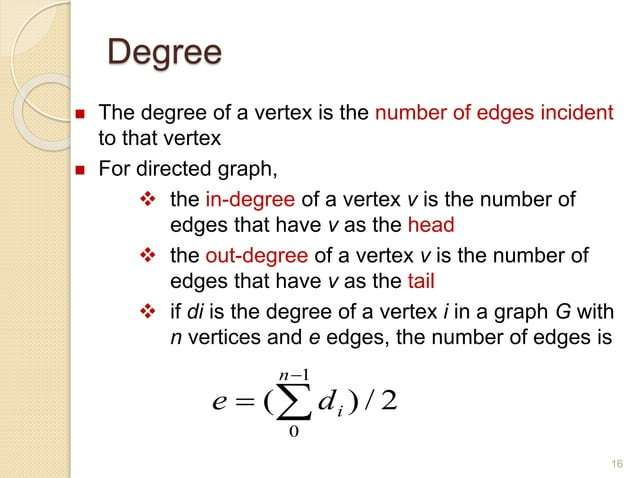 Degree
■ The degree of a vertex is the number of edges incident
to that vertex
■ For directed graph,
❖ the in-degree of a vertex v is the number of
edges that have v as the head
❖ the out-degree of a vertex v is the number of
edges that have v as the tail
❖ if di is the degree of a vertex i in a graph G with
n vertices and e edges, the number of edges is
n−1
e = ( ∑ d i ) / 2
0
16